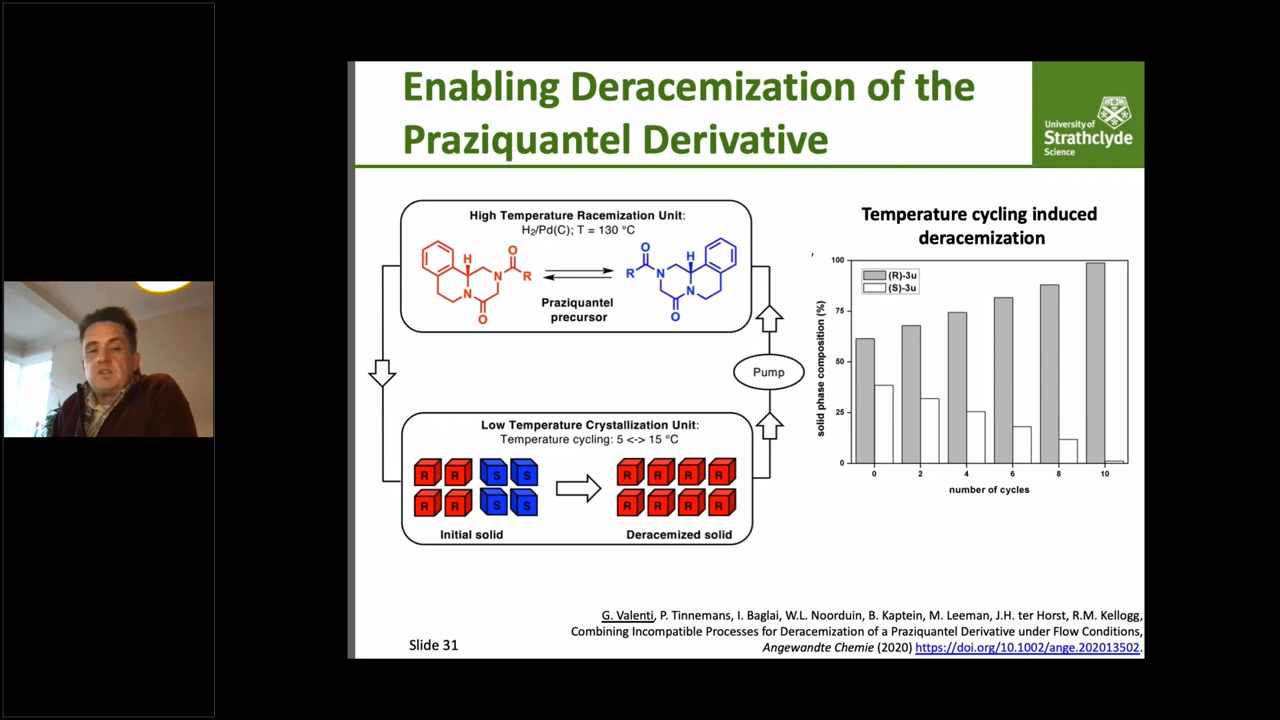 Enabling Deracemization of the
Praziquantel Derivative
University of
Strathclyde
Science
High Temperature Racemization Unit:
H₂/Pd(C); T = 130 °C
H
O
N
R
N
O
O
R
N
H
N
O
Praziquantel
precursor
Pump
Low Temperature Crystallization Unit:
Temperature cycling: 5 <-> 15 °C
R R S S R R R R
R R S S R R R R
Initial solid
Deracemized solid
Temperature cycling induced
deracemization
solid phase composition (%)
100
75
50
25
0
(R)-3u
(S)-3u
0 2 4 6 8 10
number of cycles
G. Valenti, P. Tinnemans, I. Baglai, W.L. Noorduin, B. Kaptein, M. Leeman, J.H. ter Horst, R.M. Kellogg,
Combining Incompatible Processes for Deracemization of a Praziquantel Derivative under Flow Conditions,
Angewandte Chemie (2020) https://doi.org/10.1002/ange.202013502.
Slide 31